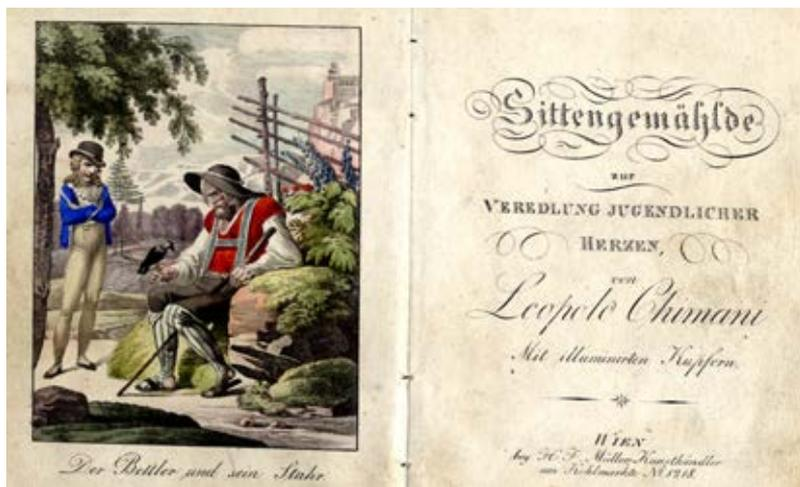 Der Bettler und sein Stahr.
Sittengemählde
zur
VEREDLUNG JUGENDLICHER
HERZEN,
von
Leopold Chimani
Mit illuminirten Kupfern.
WIEN
bey H. F. Müller Kunsthändler
am Kohlmarkte Nº 1218.